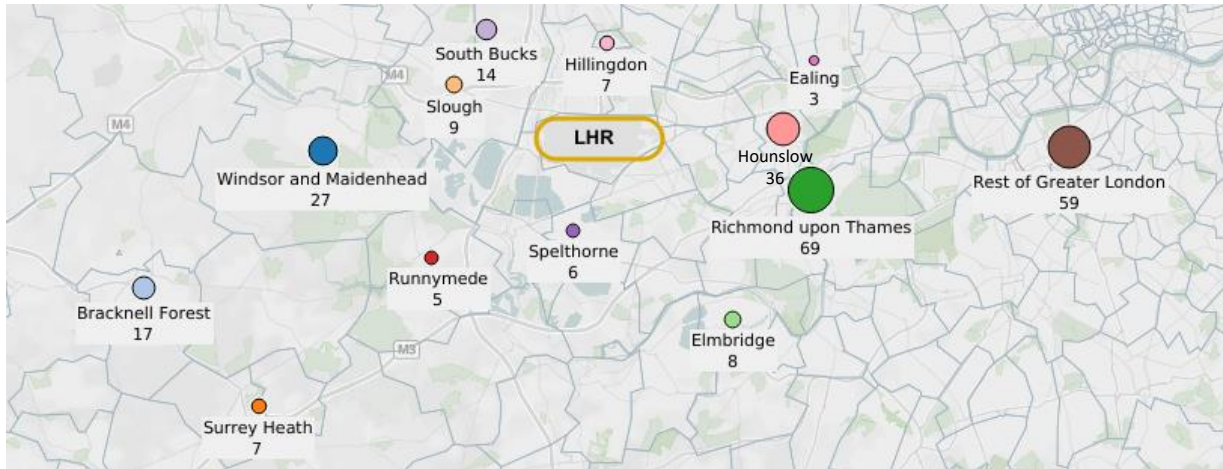 South Bucks
14
Hillingdon
7
Ealing
3
M4
Slough
9
M4
LHR
Hounslow
36
Windsor and Maidenhead
27
Rest of Greater London
59
Richmond upon Thames
69
Spelthorne
6
Runnymede
5
Bracknell Forest
17
Elmbridge
8
M3
Surrey Heath
7